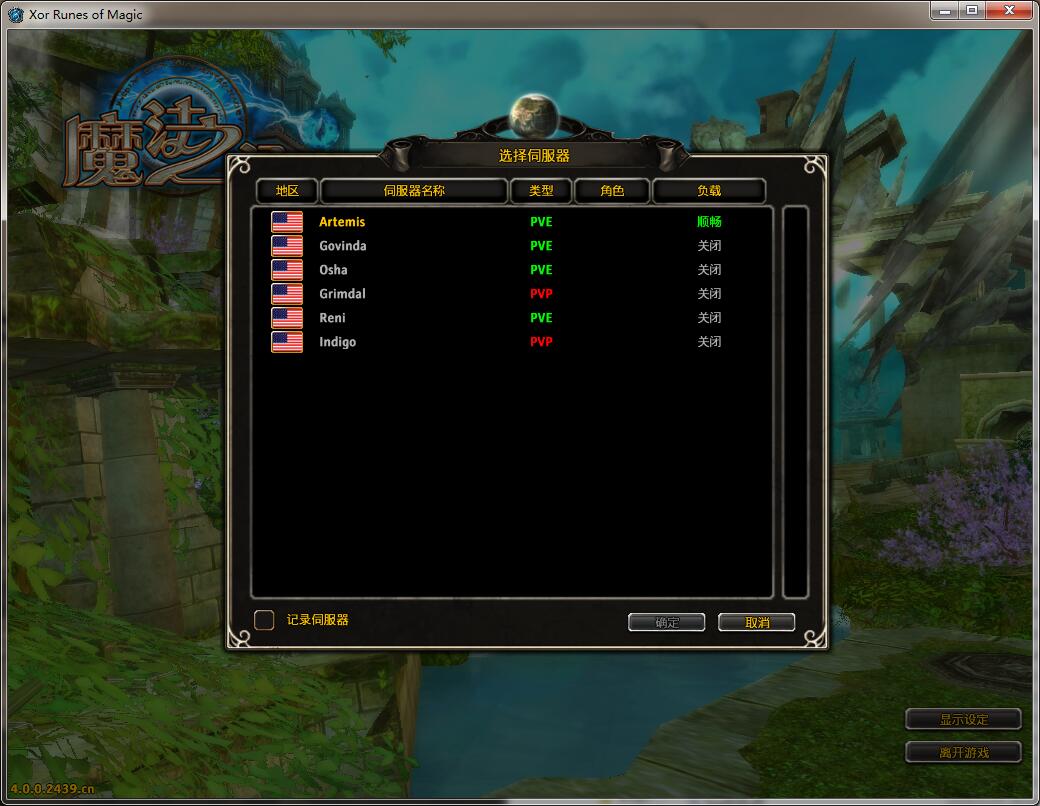 Xor Runes of Magic
魔法之
选择伺服器
地区 伺服器名称 类型 角色 负载
Artemis PVE 顺畅
Govinda PVE 关闭
Osha PVE 关闭
Grimdal PVP 关闭
Reni PVE 关闭
Indigo PVP 关闭
记录伺服器 确定 取消
显示设定
离开游戏
4.0.0.2439.cn